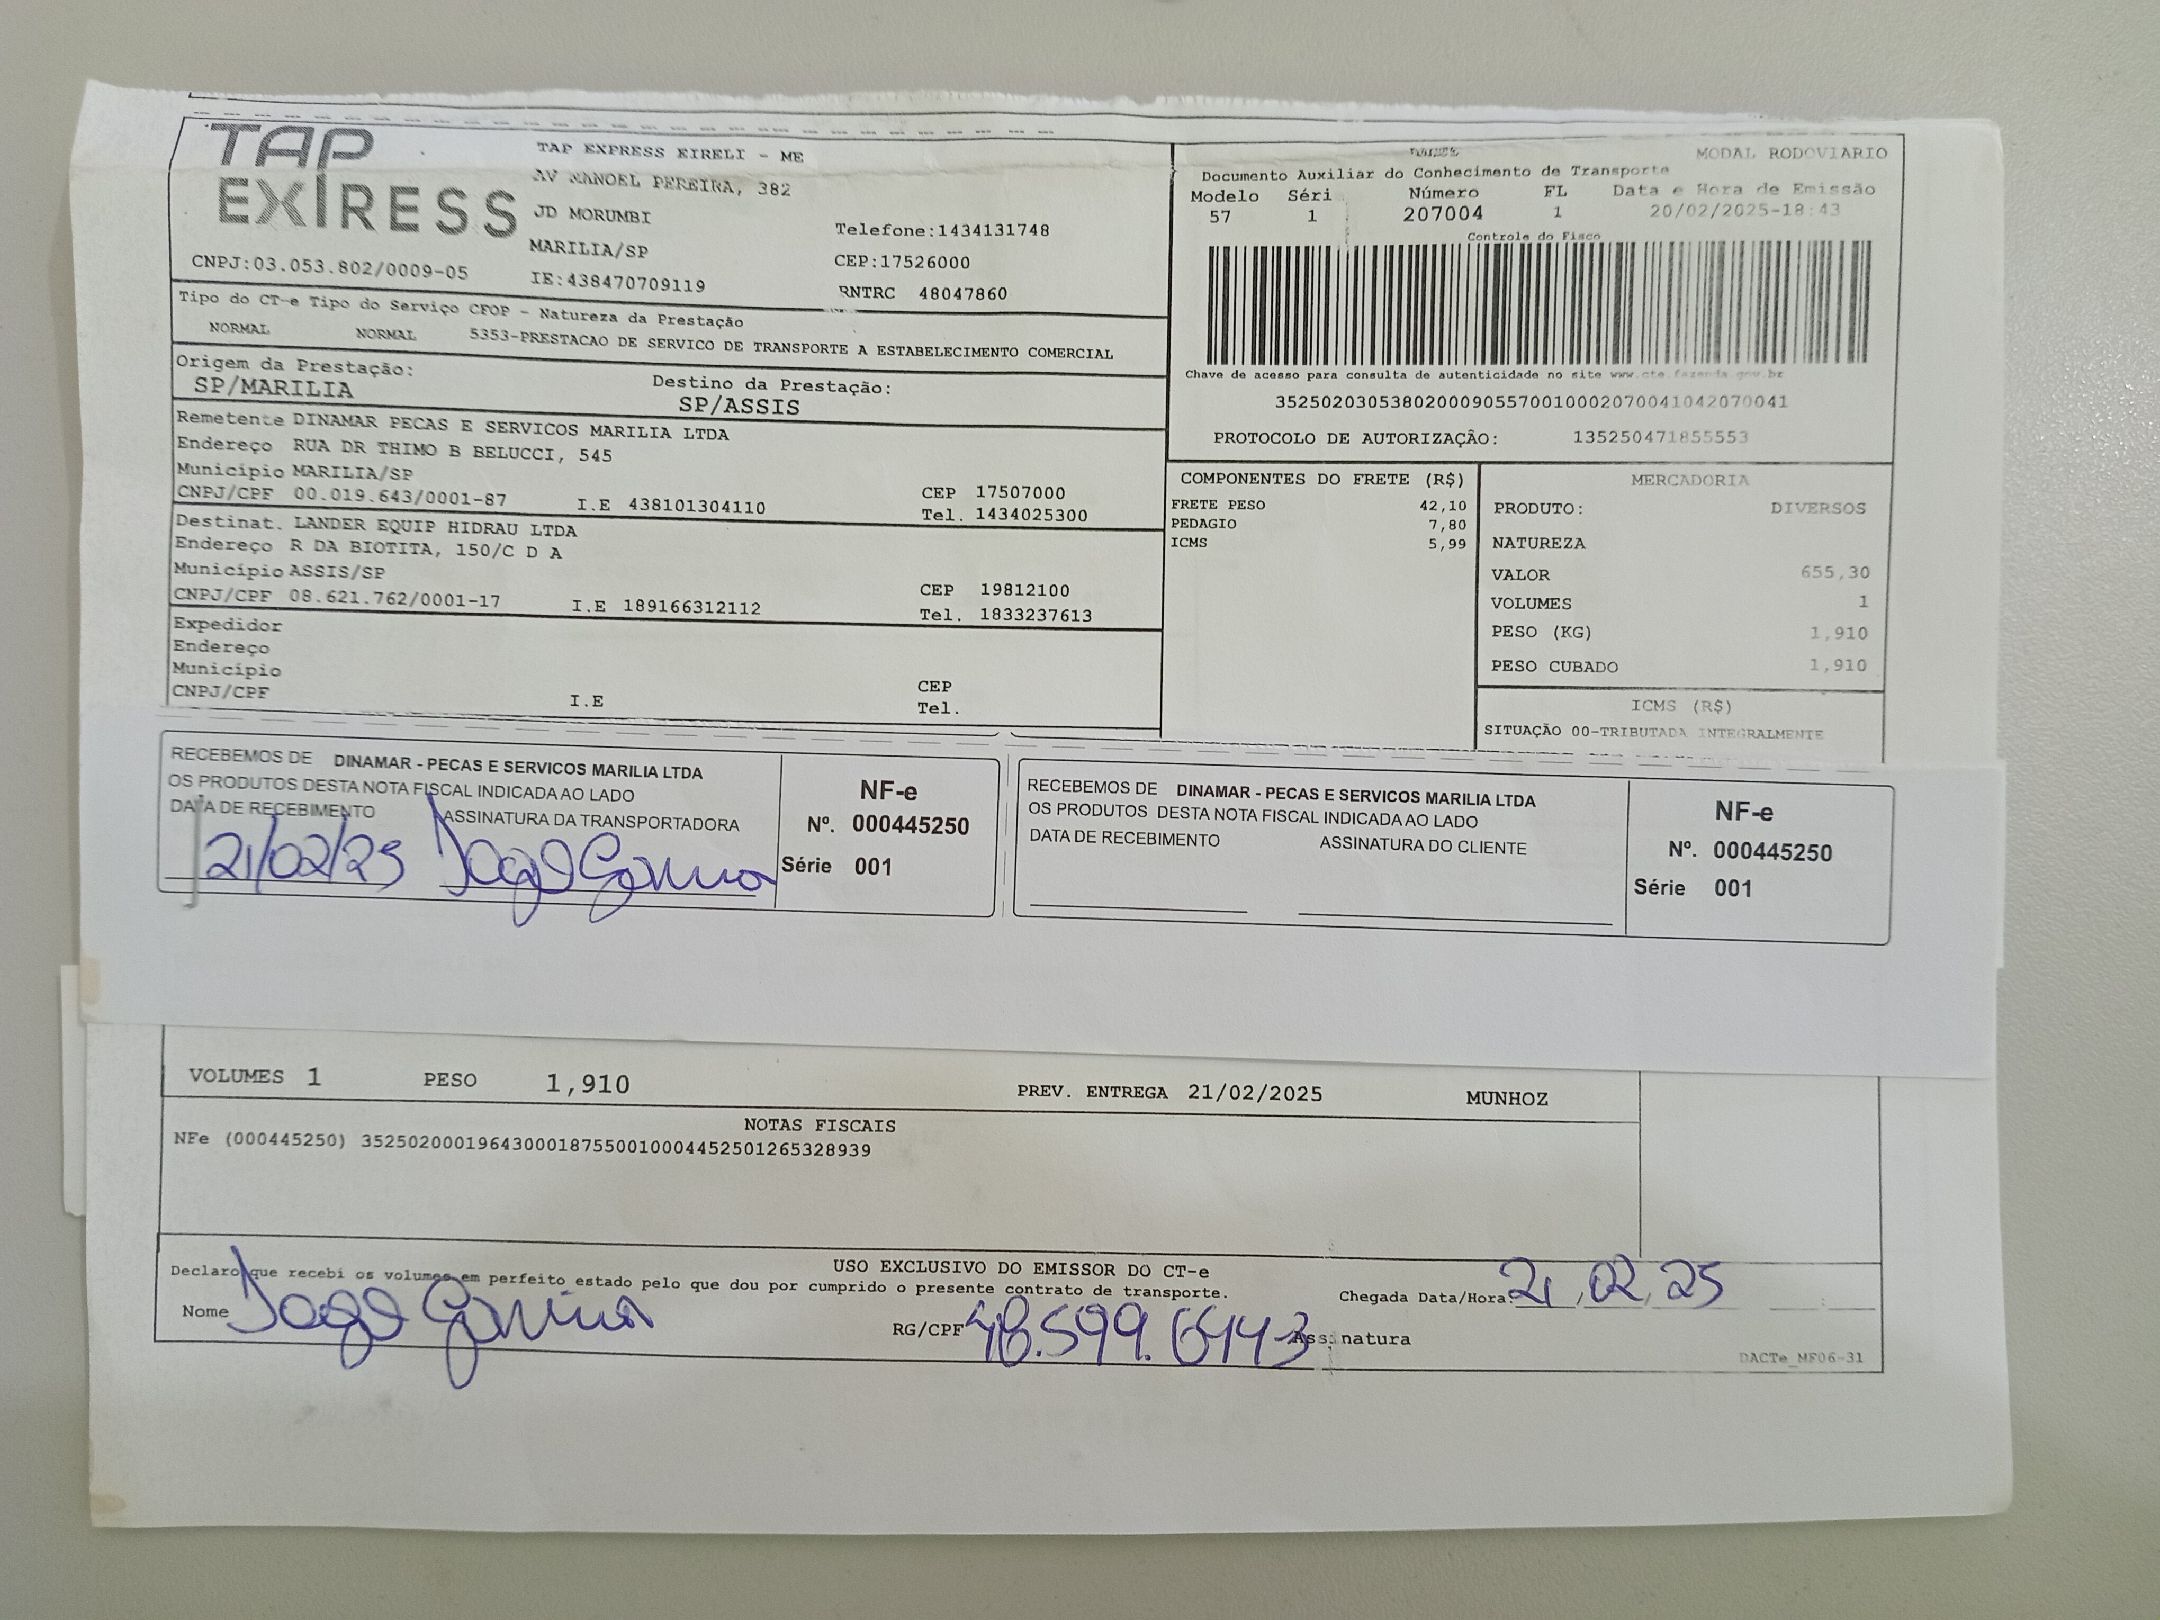 TAP
EXPRESS
TAP EXPRESS EIRELI - ME
AV MANOEL PEREIRA, 382
JD MORUMBI
MARILIA/SP
Telefone:1434131748
CEP:17526000
CNPJ:03.053.802/0009-05
IE:438470709119
RNTRC 48047860
MODAL RODOVIARIO
Documento Auxiliar do Conhecimento de Transporte
Modelo Séri Número FL Data e Hora de Emissão
57 1 207004 1 20/02/2025-18:43
Controle do Fisco
Chave de acesso para consulta de autenticidade no site www.cte.fazenda.gov.br
35250203053802000905570010002070041042070041
PROTOCOLO DE AUTORIZAÇÃO: 135250471855553
Tipo do CT-e Tipo do Serviço CFOP - Natureza da Prestação
NORMAL NORMAL 5353-PRESTACAO DE SERVICO DE TRANSPORTE A ESTABELECIMENTO COMERCIAL
Origem da Prestação: Destino da Prestação:
SP/MARILIA SP/ASSIS
Remetente DINAMAR PECAS E SERVICOS MARILIA LTDA
Endereço RUA DR THIMO B BELUCCI, 545
Município MARILIA/SP CEP 17507000
CNPJ/CPF 00.019.643/0001-87 I.E 438101304110 Tel. 1434025300
Destinat. LANDER EQUIP HIDRAU LTDA
Endereço R DA BIOTITA, 150/C D A
Município ASSIS/SP CEP 19812100
CNPJ/CPF 08.621.762/0001-17 I.E 189166312112 Tel. 1833237613
Expedidor
Endereço
Município CEP
CNPJ/CPF I.E Tel.
COMPONENTES DO FRETE (R$)
FRETE PESO 42,10
PEDAGIO 7,80
ICMS 5,99
MERCADORIA
PRODUTO: DIVERSOS
NATUREZA
VALOR 655,30
VOLUMES 1
PESO (KG) 1,910
PESO CUBADO 1,910
ICMS (R$)
SITUAÇÃO 00-TRIBUTADA INTEGRALMENTE
RECEBEMOS DE DINAMAR - PECAS E SERVICOS MARILIA LTDA
OS PRODUTOS DESTA NOTA FISCAL INDICADA AO LADO
DATA DE RECEBIMENTO ASSINATURA DA TRANSPORTADORA
21/02/25
NF-e
Nº. 000445250
Série 001
RECEBEMOS DE DINAMAR - PECAS E SERVICOS MARILIA LTDA
OS PRODUTOS DESTA NOTA FISCAL INDICADA AO LADO
DATA DE RECEBIMENTO ASSINATURA DO CLIENTE
NF-e
Nº. 000445250
Série 001
VOLUMES 1 PESO 1,910 PREV. ENTREGA 21/02/2025 MUNHOZ
NOTAS FISCAIS
NFe (000445250) 35250200019643000187550010004452501265328939
USO EXCLUSIVO DO EMISSOR DO CT-e
Declaro que recebi os volumes em perfeito estado pelo que dou por cumprido o presente contrato de transporte.
Chegada Data/Hora: 21 02 25
Nome RG/CPF Assinatura
DACTe_MF06-31